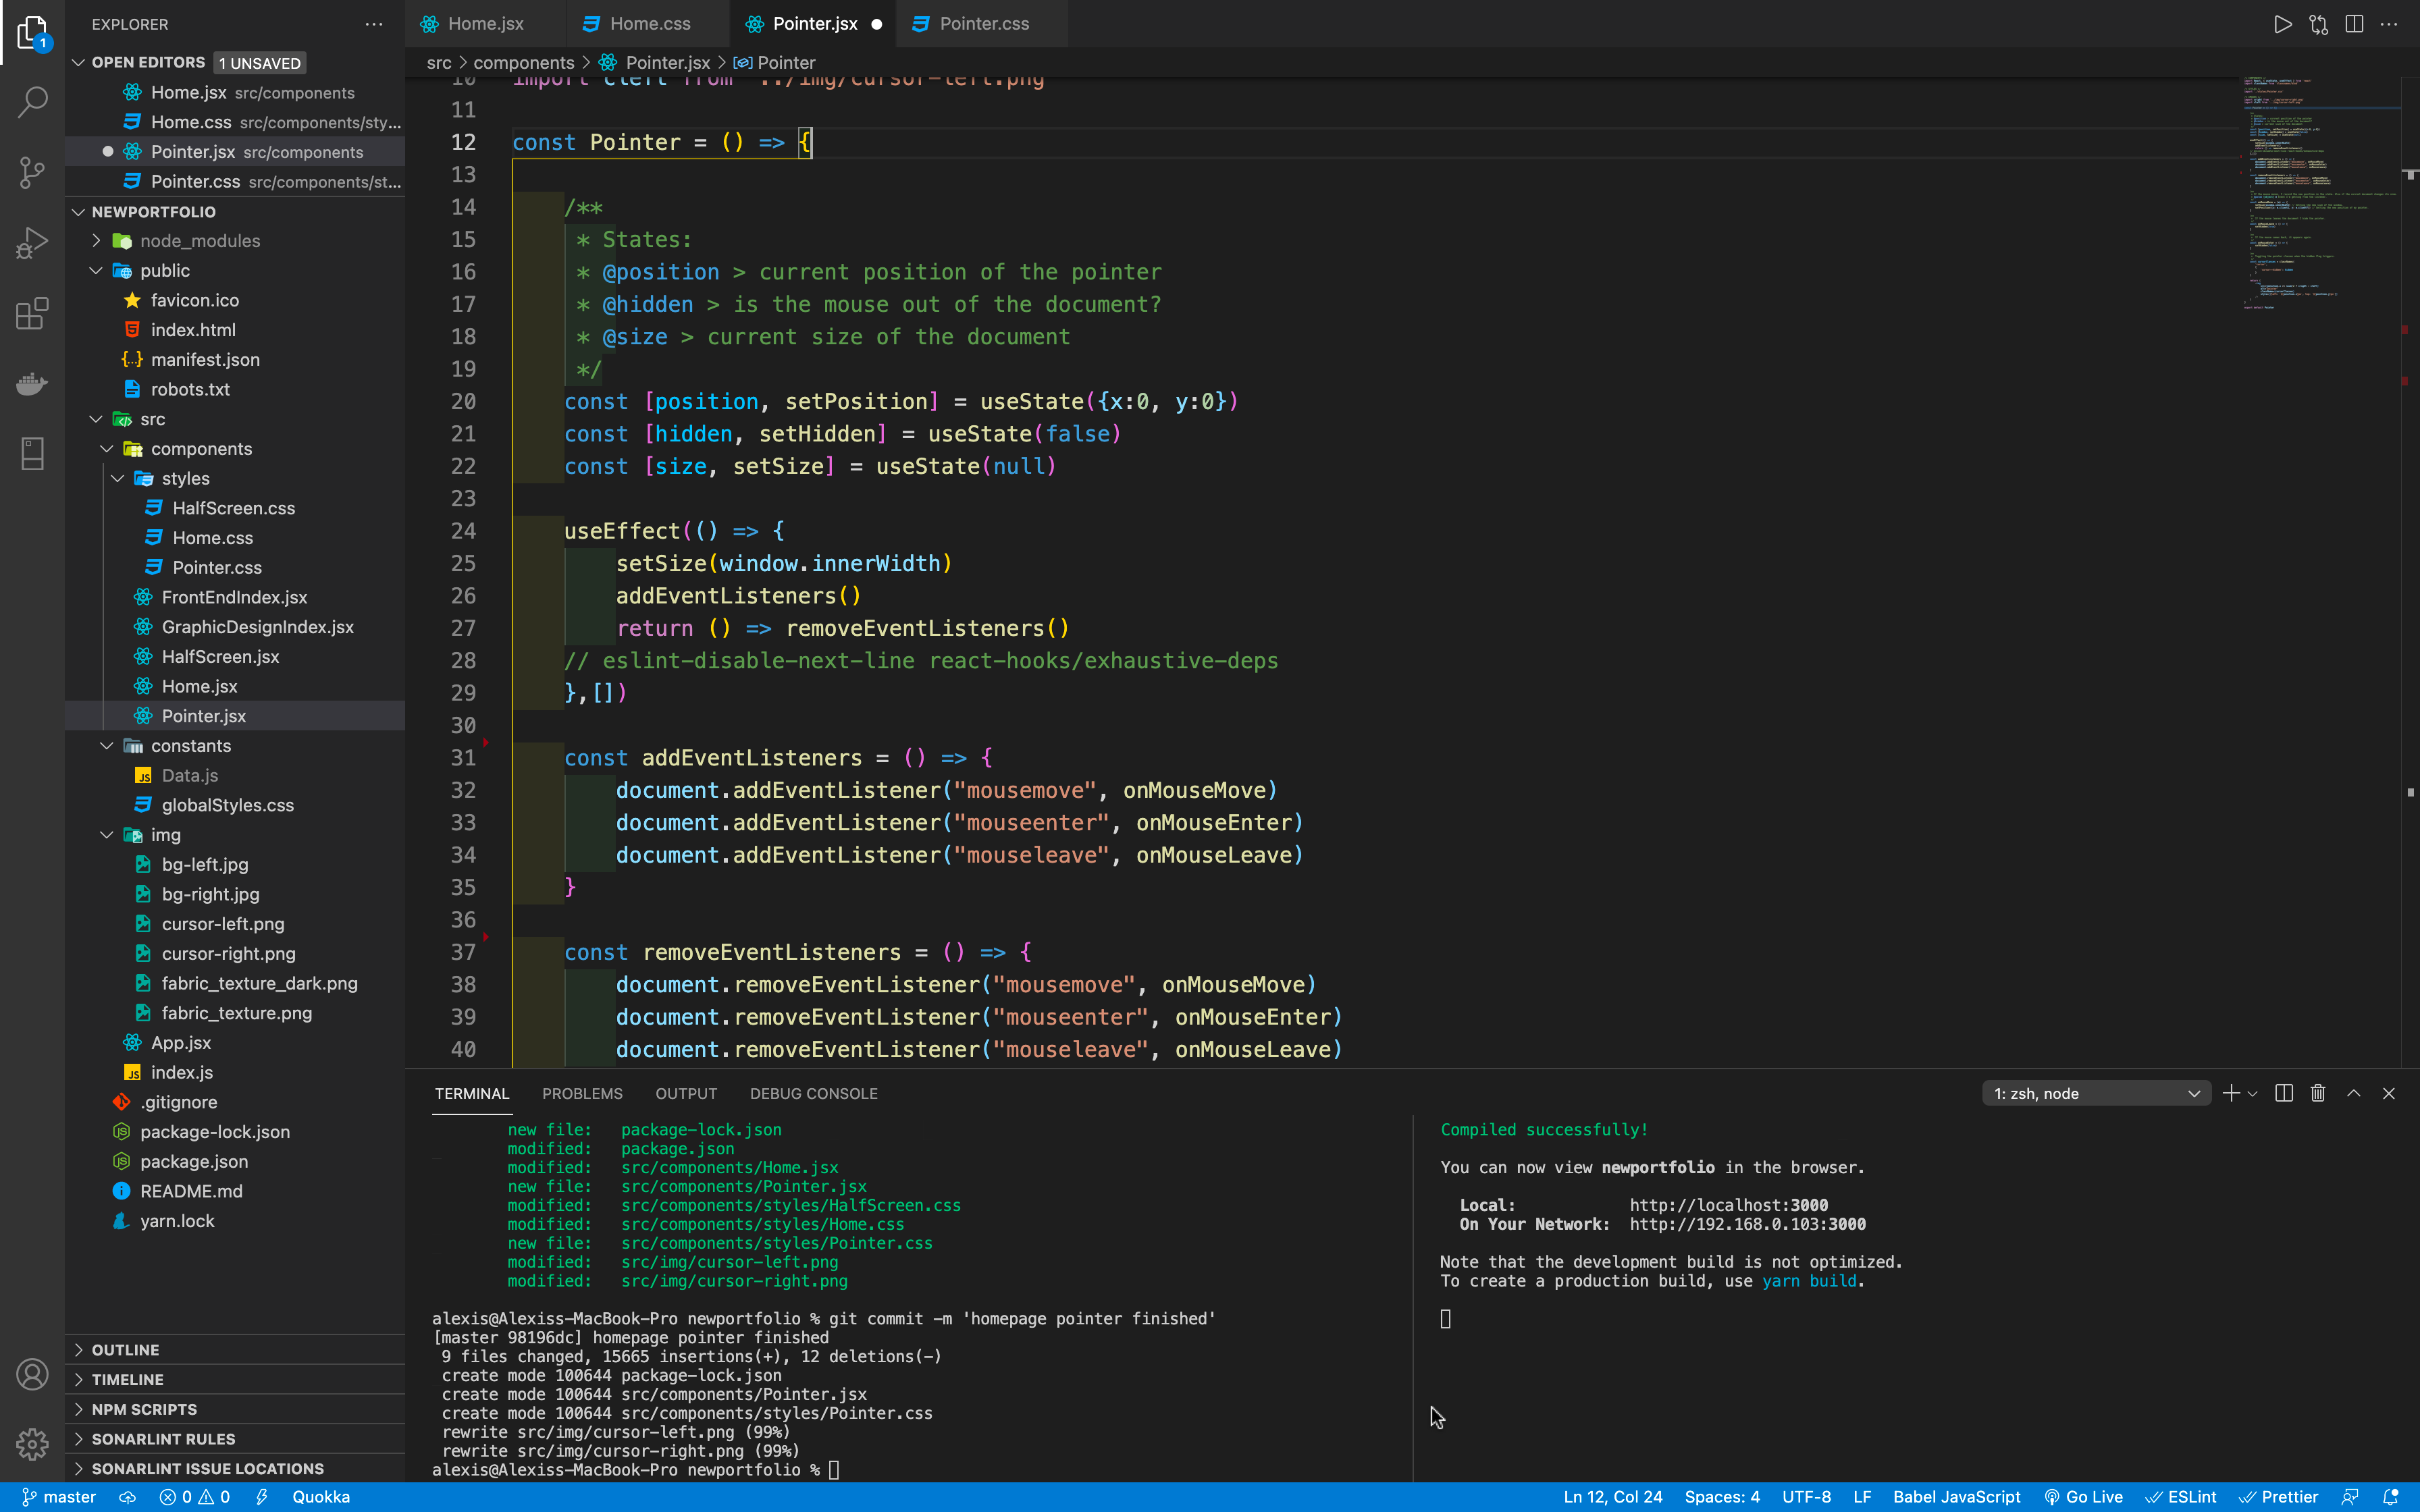 EXPLORER
OPEN EDITORS 1 UNSAVED
Home.jsx src/components
Home.css src/components/sty...
Pointer.jsx src/components
Pointer.css src/components/st...
NEWPORTFOLIO
node_modules
public
favicon.ico
index.html
manifest.json
robots.txt
src
components
styles
HalfScreen.css
Home.css
Pointer.css
FrontEndIndex.jsx
GraphicDesignIndex.jsx
HalfScreen.jsx
Home.jsx
Pointer.jsx
constants
Data.js
globalStyles.css
img
bg-left.jpg
bg-right.jpg
cursor-left.png
cursor-right.png
fabric_texture_dark.png
fabric_texture.png
App.jsx
index.js
.gitignore
package-lock.json
package.json
README.md
yarn.lock
OUTLINE
TIMELINE
NPM SCRIPTS
SONARLINT RULES
SONARLINT ISSUE LOCATIONS
Home.jsx Home.css Pointer.jsx Pointer.css
src > components > Pointer.jsx > Pointer
10 import cleft from '../img/cursor-left.png
11
12 const Pointer = () => {
13
14 /**
15 * States:
16 * @position > current position of the pointer
17 * @hidden > is the mouse out of the document?
18 * @size > current size of the document
19 */
20 const [position, setPosition] = useState({x:0, y:0})
21 const [hidden, setHidden] = useState(false)
22 const [size, setSize] = useState(null)
23
24 useEffect(() => {
25 setSize(window.innerWidth)
26 addEventListeners()
27 return () => removeEventListeners()
28 // eslint-disable-next-line react-hooks/exhaustive-deps
29 },[])
30
31 const addEventListeners = () => {
32 document.addEventListener("mousemove", onMouseMove)
33 document.addEventListener("mouseenter", onMouseEnter)
34 document.addEventListener("mouseleave", onMouseLeave)
35 }
36
37 const removeEventListeners = () => {
38 document.removeEventListener("mousemove", onMouseMove)
39 document.removeEventListener("mouseenter", onMouseEnter)
40 document.removeEventListener("mouseleave", onMouseLeave)
TERMINAL PROBLEMS OUTPUT DEBUG CONSOLE
1: zsh, node
new file: package-lock.json
modified: package.json
modified: src/components/Home.jsx
new file: src/components/Pointer.jsx
modified: src/components/styles/HalfScreen.css
modified: src/components/styles/Home.css
new file: src/components/styles/Pointer.css
modified: src/img/cursor-left.png
modified: src/img/cursor-right.png
alexis@Alexiss-MacBook-Pro newportfolio % git commit -m 'homepage pointer finished'
[master 98196dc] homepage pointer finished
9 files changed, 15665 insertions(+), 12 deletions(-)
create mode 100644 package-lock.json
create mode 100644 src/components/Pointer.jsx
create mode 100644 src/components/styles/Pointer.css
rewrite src/img/cursor-left.png (99%)
rewrite src/img/cursor-right.png (99%)
alexis@Alexiss-MacBook-Pro newportfolio %
Compiled successfully!
You can now view newportfolio in the browser.
Local: http://localhost:3000
On Your Network: http://192.168.0.103:3000
Note that the development build is not optimized.
To create a production build, use yarn build.
master 0 0 Quokka Ln 12, Col 24 Spaces: 4 UTF-8 LF Babel JavaScript Go Live ESLint Prettier